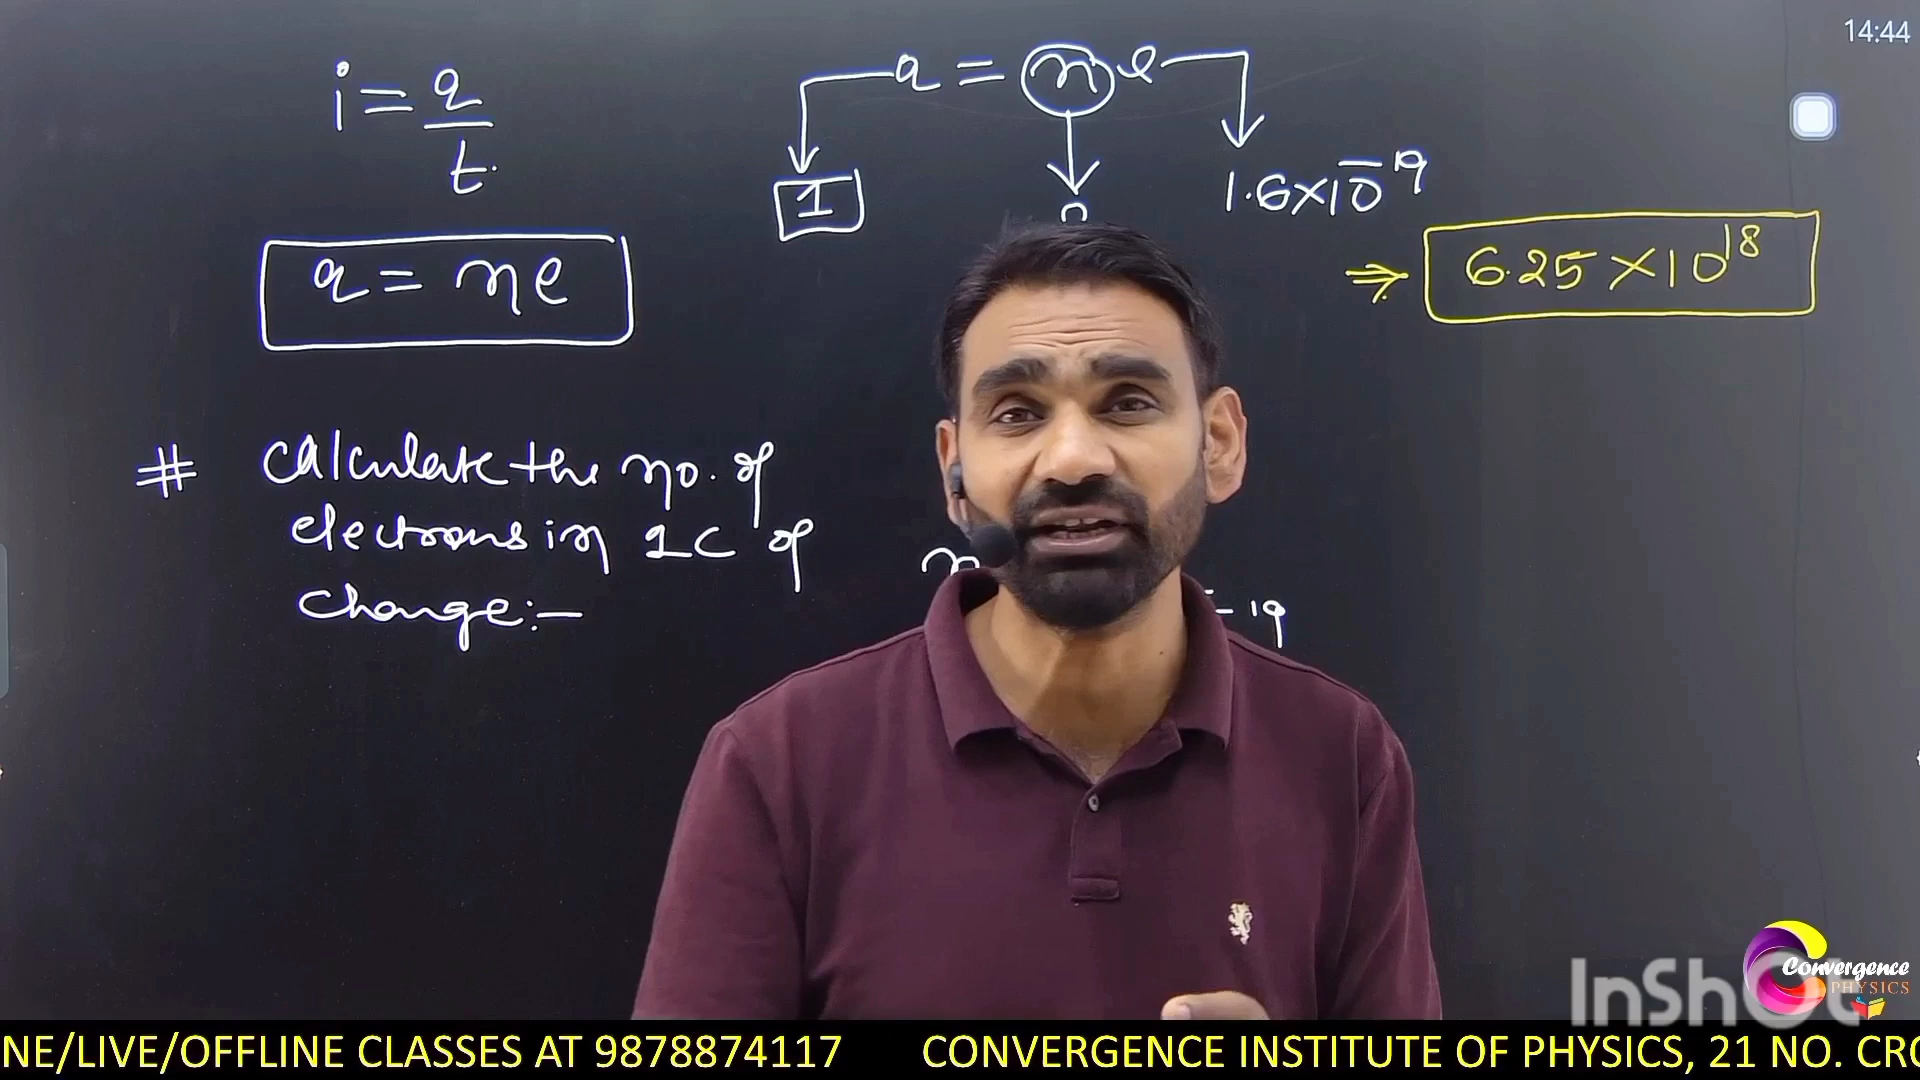 14:44
i = q/t
q = ne
1
1.6×10⁻¹⁹
q = ne
⇒ 6.25×10¹⁸
# Calculate the no. of
electrons in 1C of
charge:-
n
-19
InShOt
Convergence
PHYSICS
NE/LIVE/OFFLINE CLASSES AT 9878874117 CONVERGENCE INSTITUTE OF PHYSICS, 21 NO. CRO